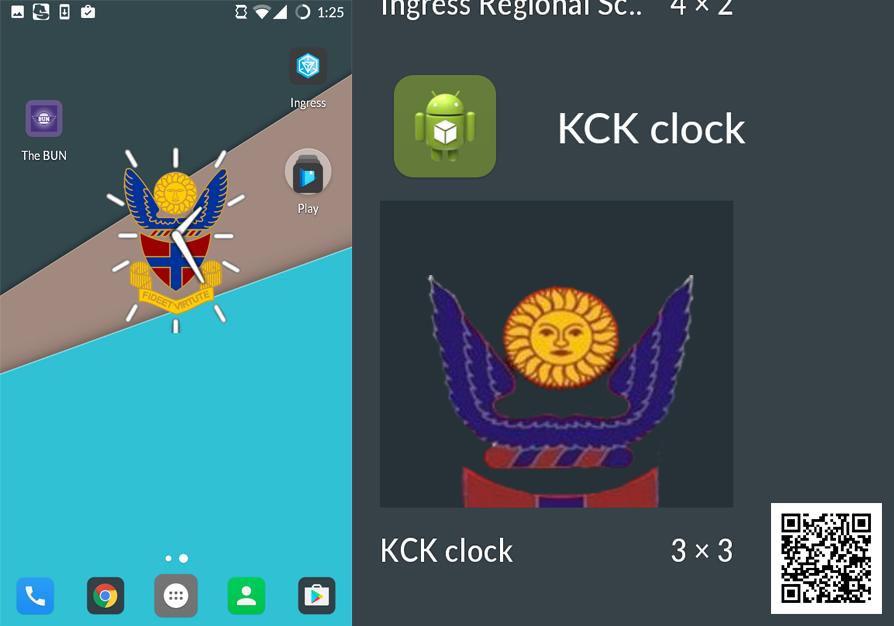 1:25
Ingress
BUN
The BUN
Play
FIDE ET VIRTUTE
Ingress Regional Sc.. 4 × 2
KCK clock
KCK clock 3 × 3